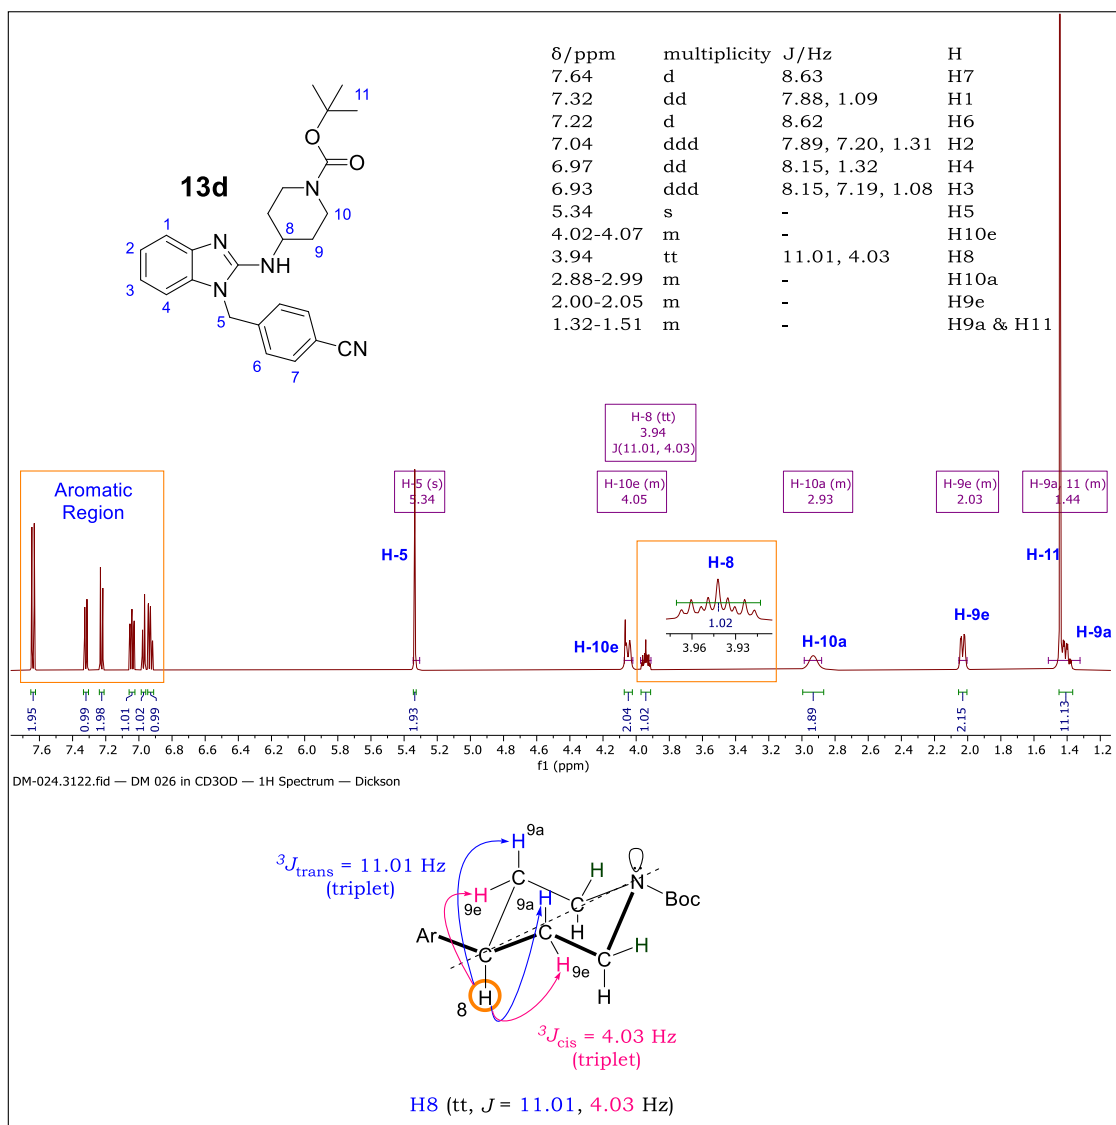 δ/ppm multiplicity J/Hz H
7.64 d 8.63 H7
7.32 dd 7.88, 1.09 H1
7.22 d 8.62 H6
7.04 ddd 7.89, 7.20, 1.31 H2
6.97 dd 8.15, 1.32 H4
6.93 ddd 8.15, 7.19, 1.08 H3
5.34 s - H5
4.02-4.07 m - H10e
3.94 tt 11.01, 4.03 H8
2.88-2.99 m - H10a
2.00-2.05 m - H9e
1.32-1.51 m - H9a & H11
11
O
O
13d
N
10
8
9
1
N
2
NH
3
N
4
5
CN
6
7
H-8 (tt)
3.94
J(11.01, 4.03)
H-5 (s)
5.34
H-10e (m)
4.05
H-10a (m)
2.93
H-9e (m)
2.03
H-9a, 11 (m)
1.44
Aromatic
Region
H-5
H-8
1.02
3.96 3.93
H-11
H-10e
H-10a
H-9e
H-9a
1.95 0.99 1.98 1.01 1.02 0.99 1.93 2.04 1.02 1.89 2.15 11.13
7.6 7.4 7.2 7.0 6.8 6.6 6.4 6.2 6.0 5.8 5.6 5.4 5.2 5.0 4.8 4.6 4.4 4.2 4.0 3.8 3.6 3.4 3.2 3.0 2.8 2.6 2.4 2.2 2.0 1.8 1.6 1.4 1.2
f1 (ppm)
DM-024.3122.fid — DM 026 in CD3OD — 1H Spectrum — Dickson
9a
H
³Jtrans = 11.01 Hz
(triplet)
C H N
H 9a H C Boc
9e
H
Ar C H
C H 9e C
H
8 H
³Jcis = 4.03 Hz
(triplet)
H8 (tt, J = 11.01, 4.03 Hz)